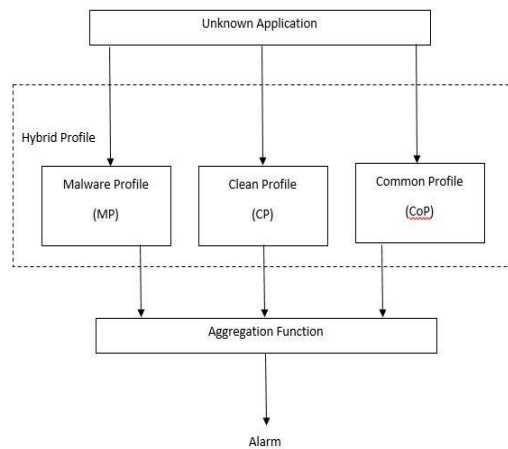 Unknown Application
Hybrid Profile
Malware Profile
(MP)
Clean Profile
(CP)
Common Profile
(CoP)
Aggregation Function
Alarm